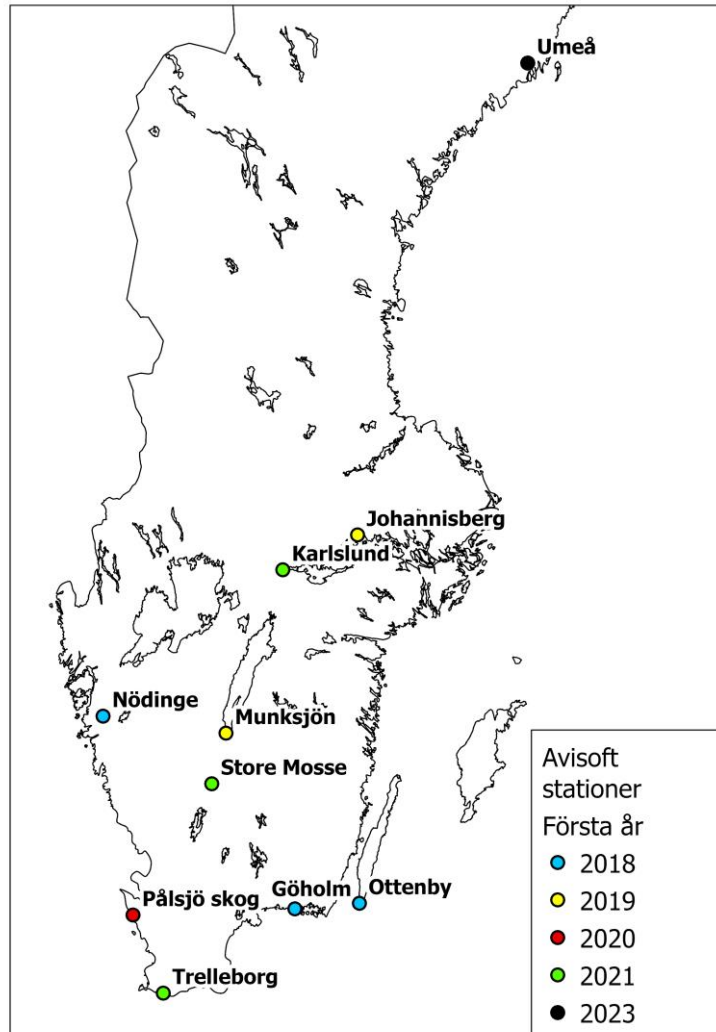 Umeå
Johannisberg
Karlslund
Nödinge
Munksjön
Store Mosse
Pålsjö skog
Göholm
Ottenby
Trelleborg
Avisoft
stationer
Första år
2018
2019
2020
2021
2023